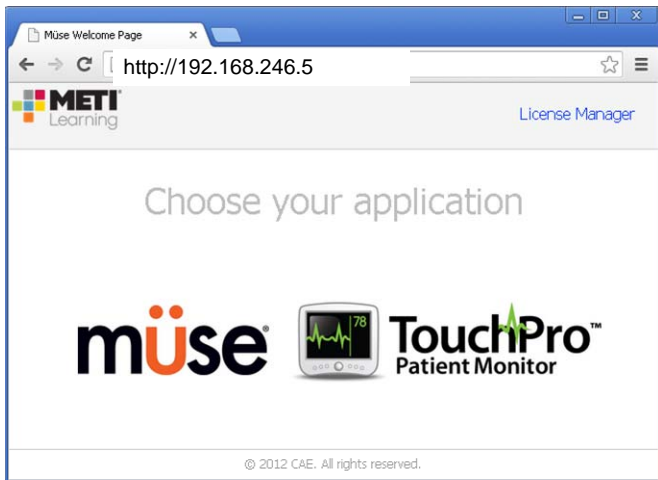 Müse Welcome Page
http://192.168.246.5
METI
Learning
License Manager
Choose your application
müse
78
TouchPro™
Patient Monitor
© 2012 CAE. All rights reserved.